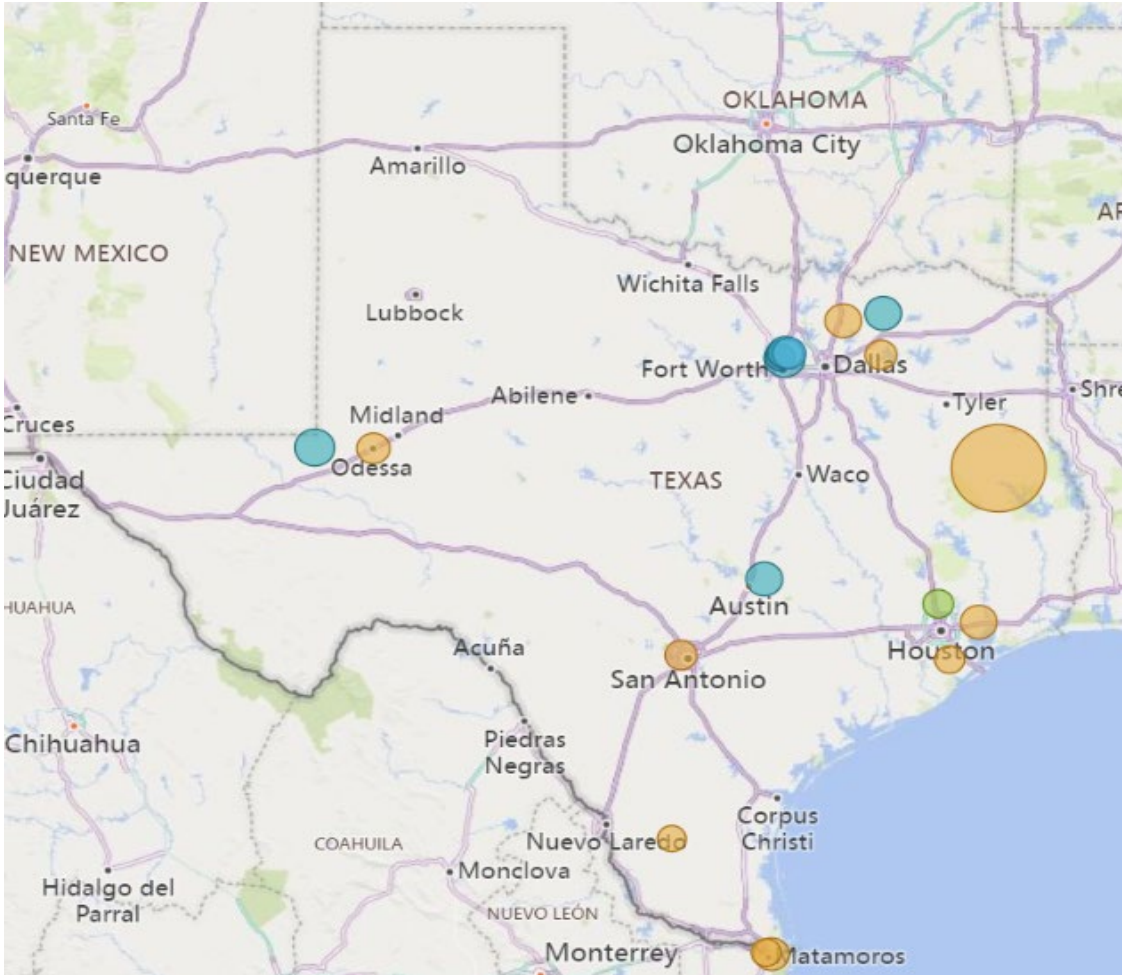 Santa Fe
querque
NEW MEXICO
Amarillo
OKLAHOMA
Oklahoma City
AR
Wichita Falls
Lubbock
Fort Worth
Dallas
Abilene
Tyler
Shre
Midland
Odessa
Cruces
Ciudad
Juárez
TEXAS
Waco
HUAHUA
Austin
Acuña
San Antonio
Houston
Chihuahua
Piedras
Negras
Corpus
Christi
Nuevo Laredo
COAHUILA
Monclova
Hidalgo del
Parral
NUEVO LEÓN
Monterrey
Matamoros